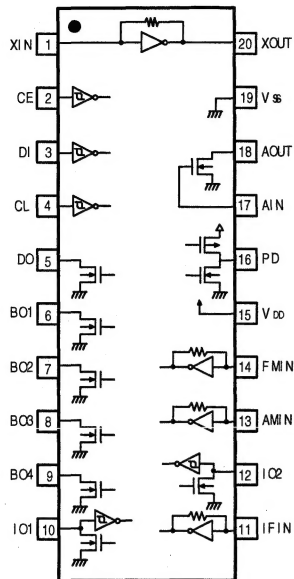 XIN 1 20 XOUT
CE 2 19 Vss
DI 3 18 AOUT
CL 4 17 AIN
DO 5 16 PD
BO1 6 15 VDD
BO2 7 14 FMIN
BO3 8 13 AMIN
BO4 9 12 IO2
IO1 10 11 IFIN